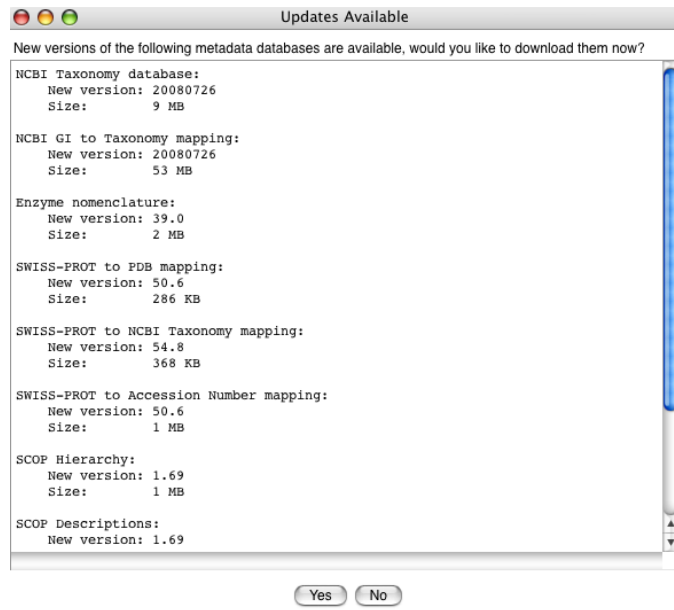 Updates Available
New versions of the following metadata databases are available, would you like to download them now?
NCBI Taxonomy database:
New version: 20080726
Size: 9 MB
NCBI GI to Taxonomy mapping:
New version: 20080726
Size: 53 MB
Enzyme nomenclature:
New version: 39.0
Size: 2 MB
SWISS-PROT to PDB mapping:
New version: 50.6
Size: 286 KB
SWISS-PROT to NCBI Taxonomy mapping:
New version: 54.8
Size: 368 KB
SWISS-PROT to Accession Number mapping:
New version: 50.6
Size: 1 MB
SCOP Hierarchy:
New version: 1.69
Size: 1 MB
SCOP Descriptions:
New version: 1.69
Yes No